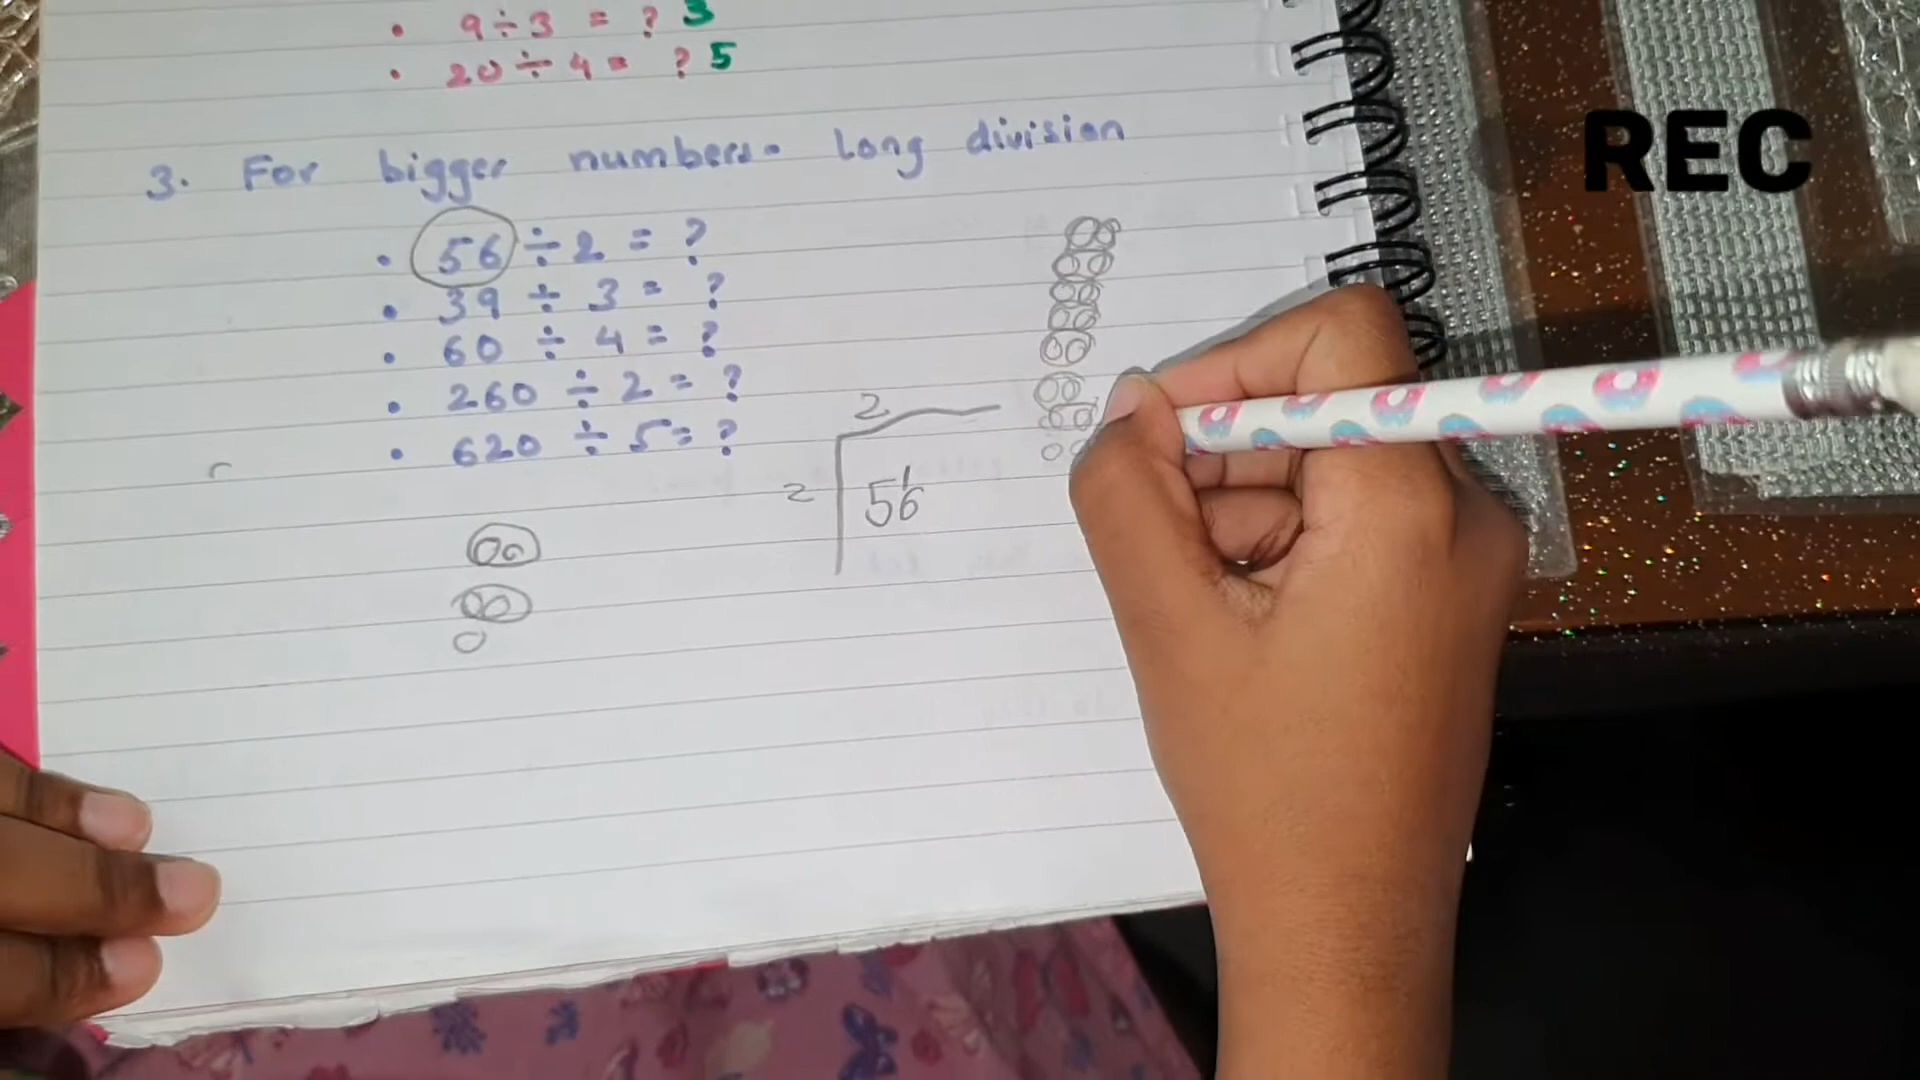 • 9÷3 = ? 3
• 20÷4= ? 5
REC
3. For bigger numbers- Long division
• 56 ÷ 2 = ?
• 39 ÷ 3 = ?
• 60 ÷ 4 = ?
• 260 ÷ 2 = ?
• 620 ÷ 5= ?
2
2 56
1